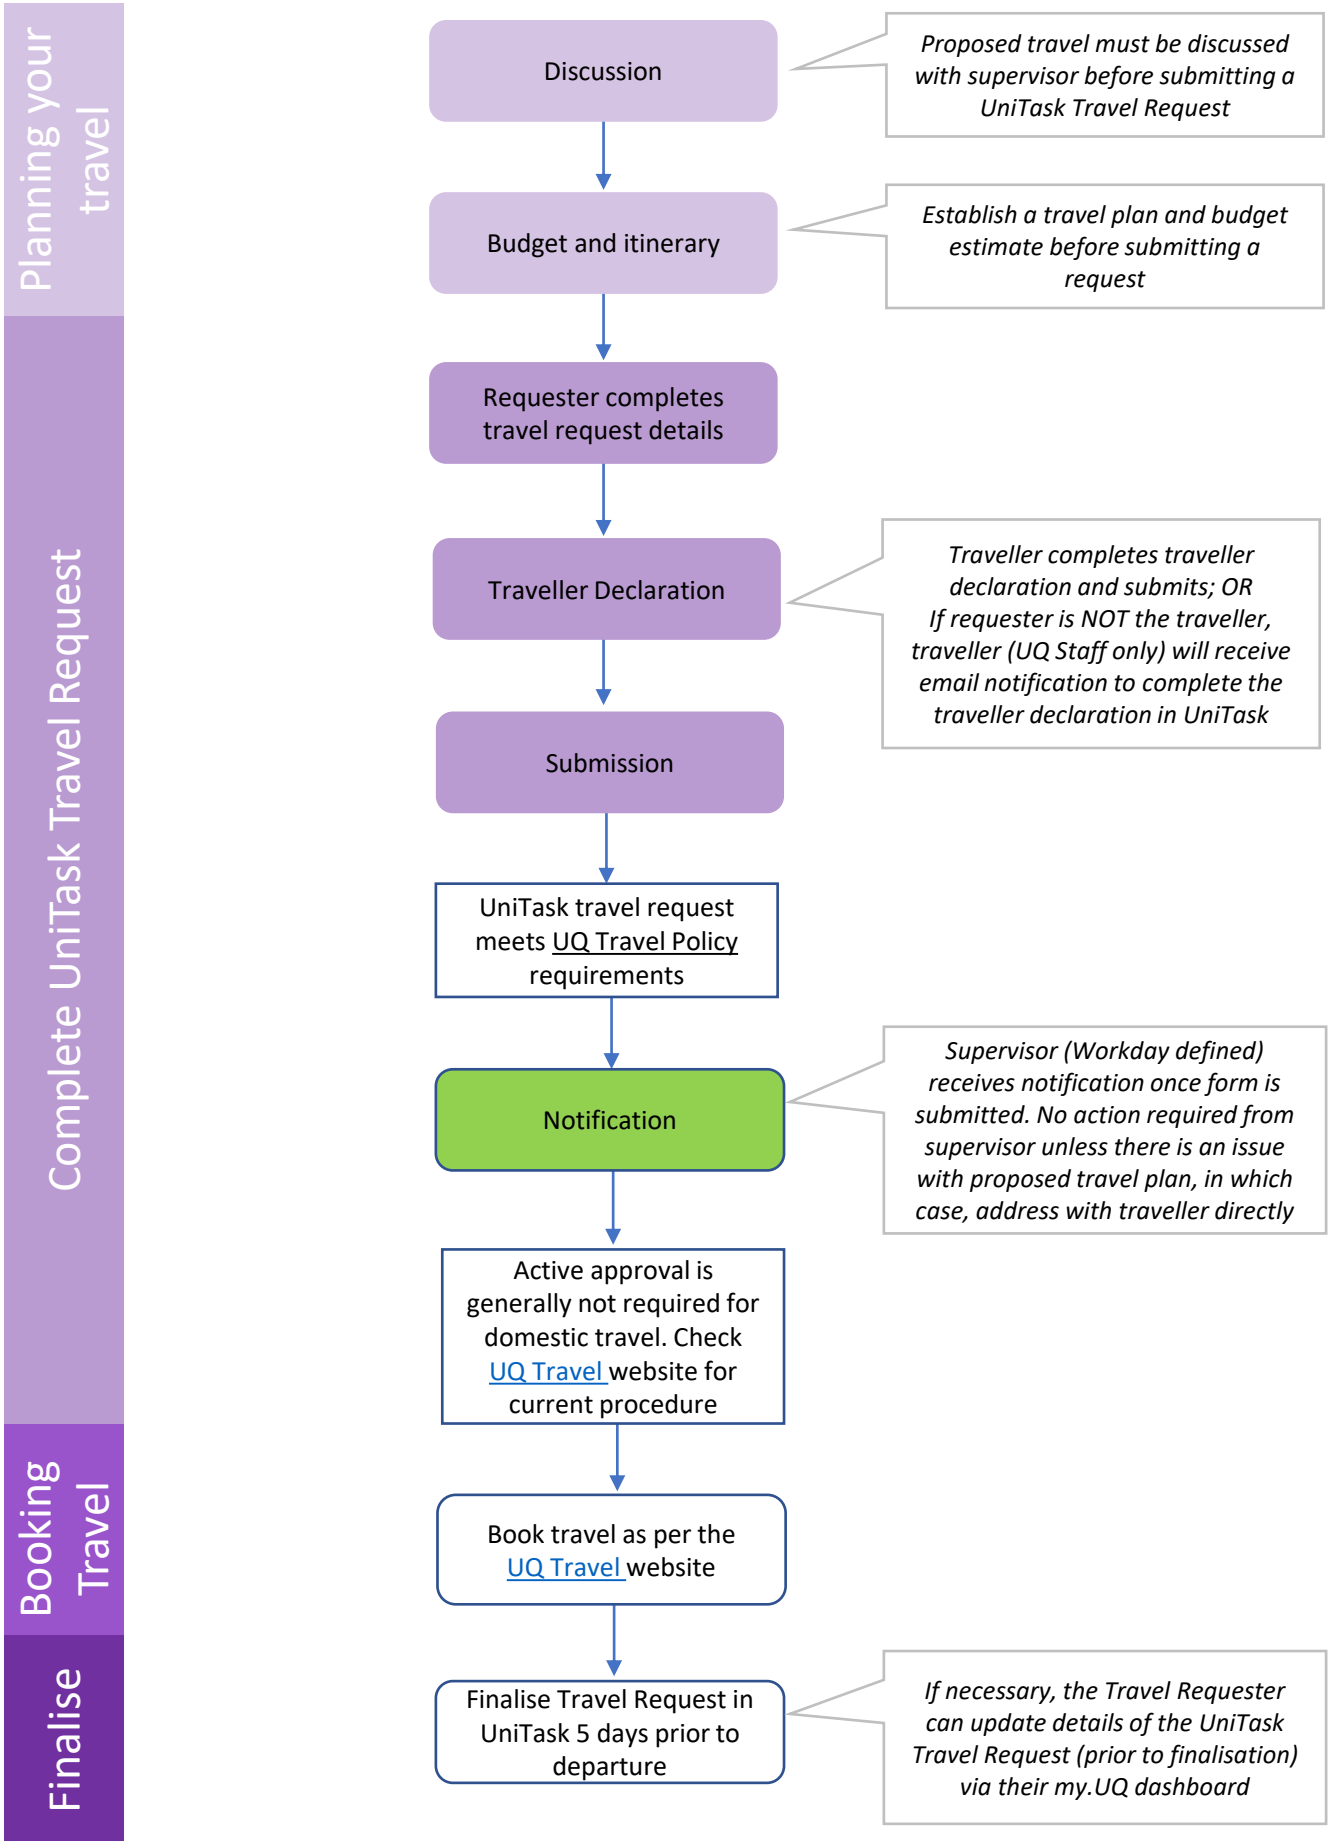 Planning your
travel
Discussion
Proposed travel must be discussed
with supervisor before submitting a
UniTask Travel Request
Budget and itinerary
Establish a travel plan and budget
estimate before submitting a
request
Complete UniTask Travel Request
Requester completes
travel request details
Traveller Declaration
Traveller completes traveller
declaration and submits; OR
If requester is NOT the traveller,
traveller (UQ Staff only) will receive
email notification to complete the
traveller declaration in UniTask
Submission
UniTask travel request
meets UQ Travel Policy
requirements
Notification
Supervisor (Workday defined)
receives notification once form is
submitted. No action required from
supervisor unless there is an issue
with proposed travel plan, in which
case, address with traveller directly
Active approval is
generally not required for
domestic travel. Check
UQ Travel website for
current procedure
Booking
Travel
Book travel as per the
UQ Travel website
Finalise
Finalise Travel Request in
UniTask 5 days prior to
departure
If necessary, the Travel Requester
can update details of the UniTask
Travel Request (prior to finalisation)
via their my.UQ dashboard